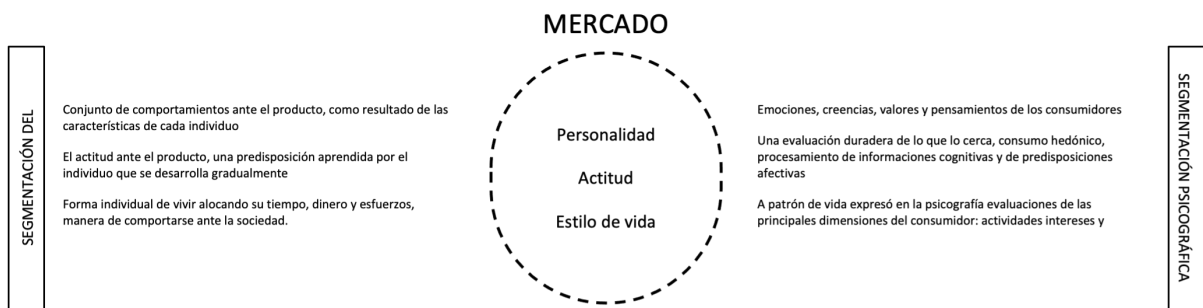 MERCADO
SEGMENTACIÓN DEL
Conjunto de comportamientos ante el producto, como resultado de las
características de cada individuo
El actitud ante el producto, una predisposición aprendida por el
individuo que se desarrolla gradualmente
Forma individual de vivir alocando su tiempo, dinero y esfuerzos,
manera de comportarse ante la sociedad.
Personalidad
Actitud
Estilo de vida
Emociones, creencias, valores y pensamientos de los consumidores
Una evaluación duradera de lo que lo cerca, consumo hedónico,
procesamiento de informaciones cognitivas y de predisposiciones
afectivas
A patrón de vida expresó en la psicografía evaluaciones de las
principales dimensiones del consumidor: actividades intereses y
SEGMENTACIÓN PSICOGRÁFICA